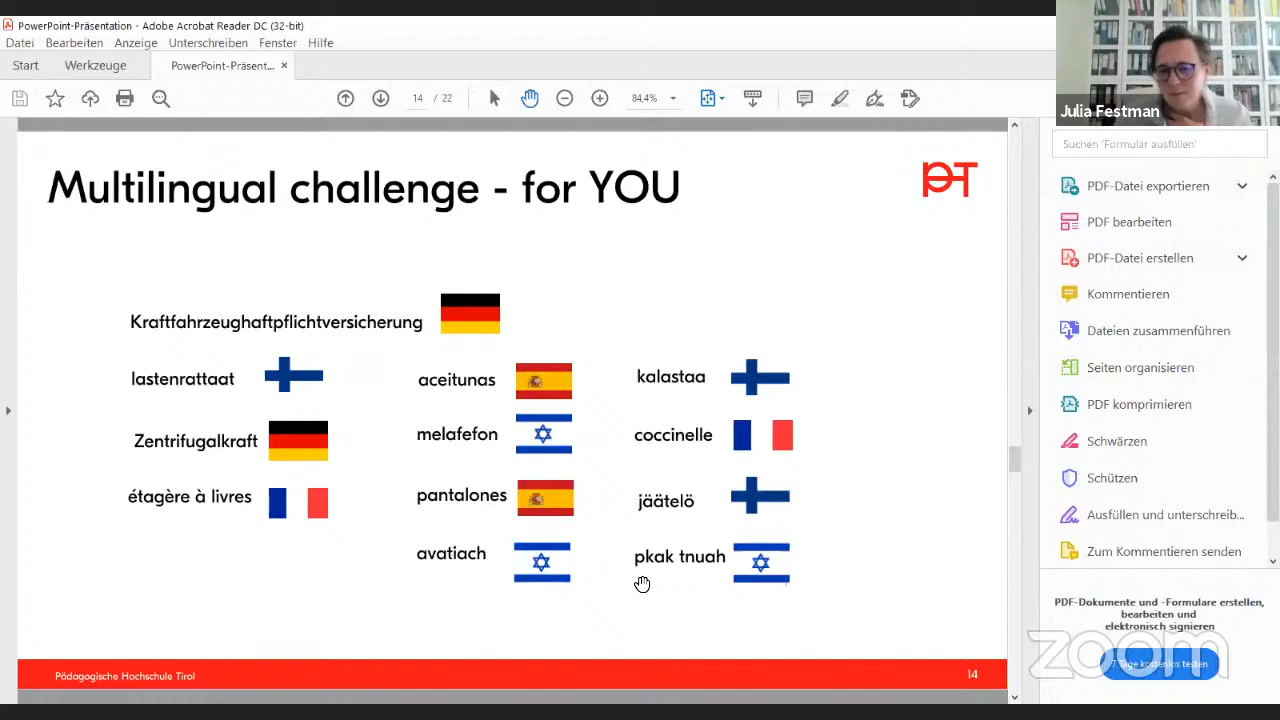 PowerPoint-Präsentation - Adobe Acrobat Reader DC (32-bit)
Datei Bearbeiten Anzeige Unterschreiben Fenster Hilfe
Start Werkzeuge PowerPoint-Präsent... ×
14 / 22 84,4%
Julia Festman
Suchen 'Formular ausfüllen'
Multilingual challenge - for YOU
Kraftfahrzeughaftpflichtversicherung
lastenrattaat aceitunas kalastaa
Zentrifugalkraft melafefon coccinelle
étagère à livres pantalones jäätelö
avatiach pkak tnuah
Pädagogische Hochschule Tirol 14
PDF-Datei exportieren
PDF bearbeiten
PDF-Datei erstellen
Kommentieren
Dateien zusammenführen
Seiten organisieren
PDF komprimieren
Schwärzen
Schützen
Ausfüllen und unterschreib...
Zum Kommentieren senden
PDF-Dokumente und -Formulare erstellen,
bearbeiten und
elektronisch signieren
7 Tage kostenlos testen
zoom